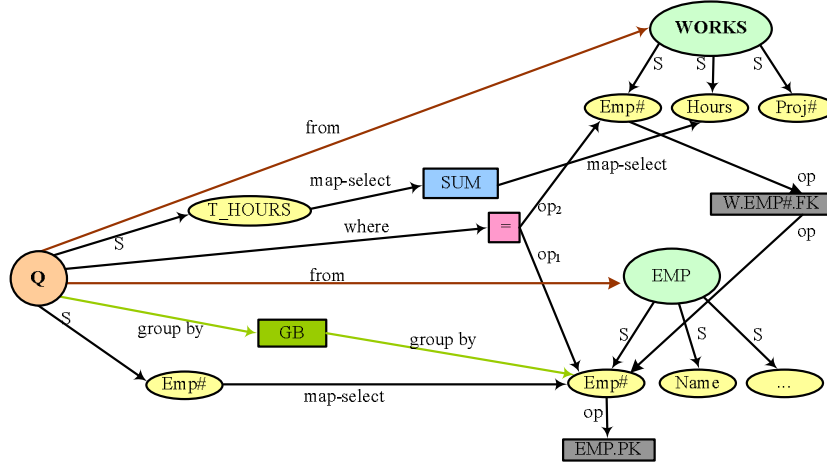 WORKS
S S S
from
Emp# Hours Proj#
map-select
SUM
map-select
op
T_HOURS
op₂
W.EMP#.FK
where
=
S
op
op₁
Q
from
EMP
S
group by
GB
group by
S S S
Emp#
map-select
Emp# Name ...
op
EMP.PK